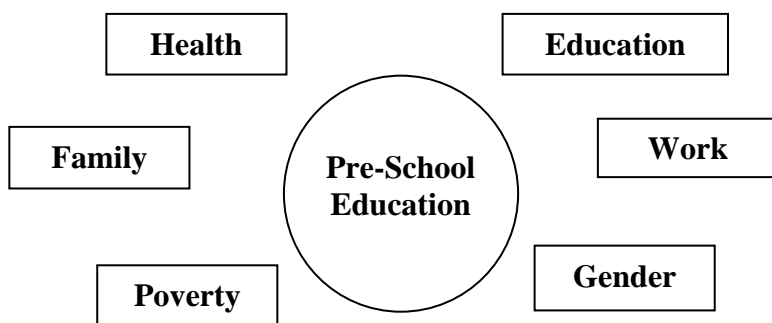 Health
Education
Family
Pre-School
Education
Work
Poverty
Gender